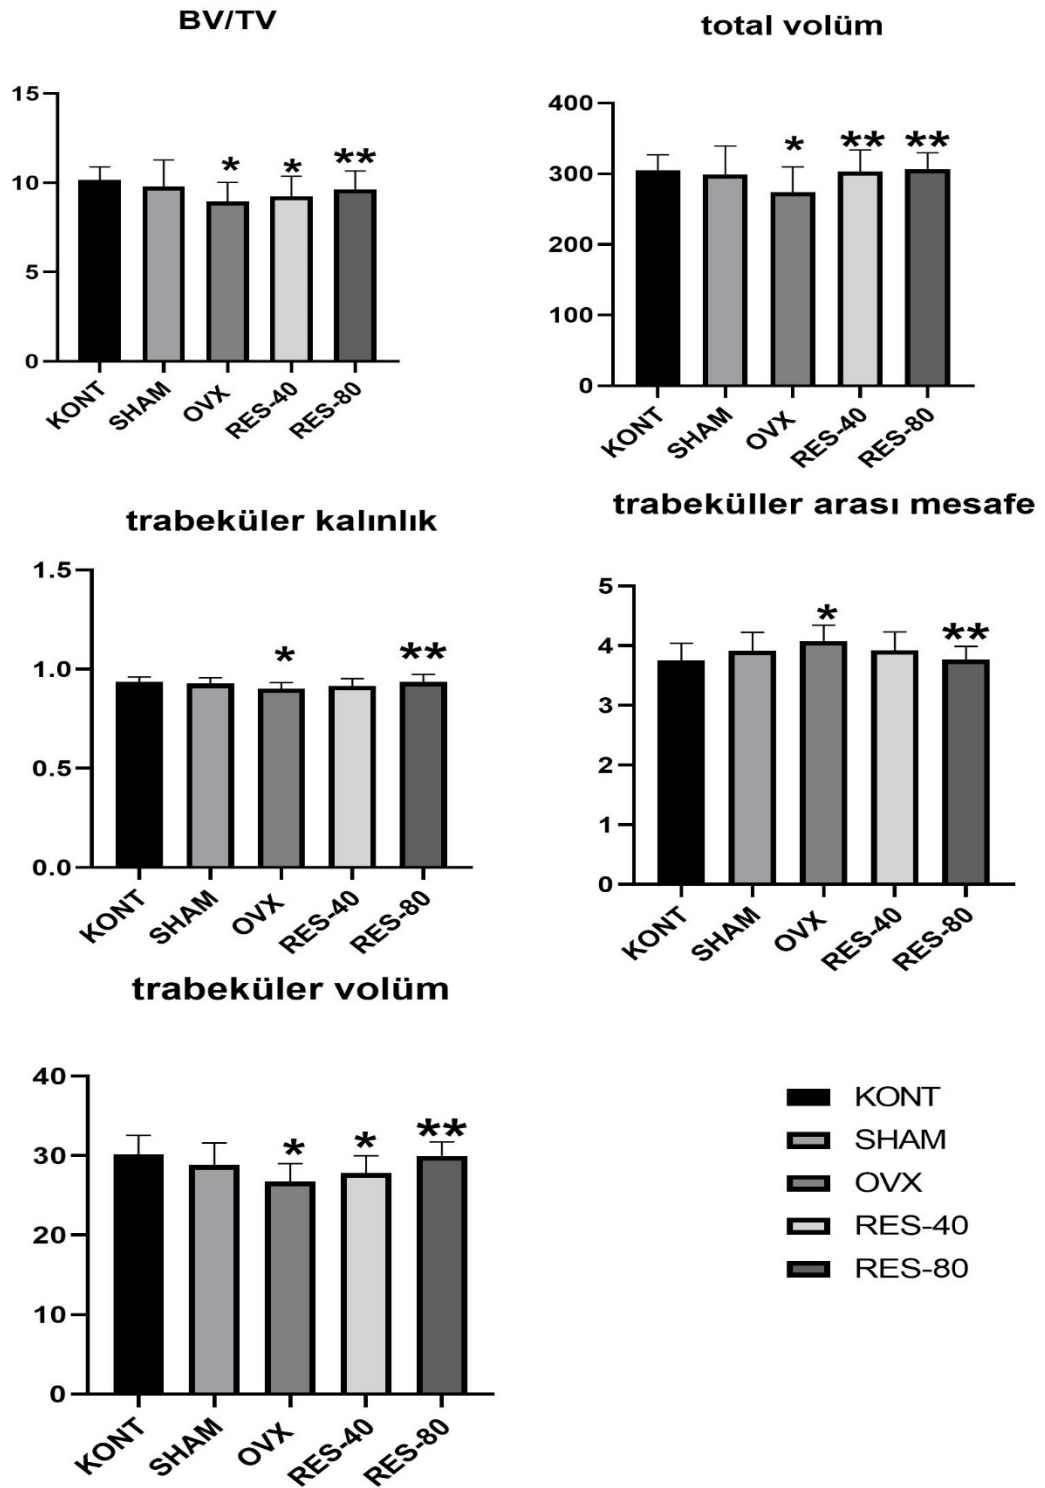 BV/TV
15
10
5
0
*
*
**
KONT
SHAM
OVX
RES-40
RES-80
total volüm
400
300
200
100
0
*
**
**
KONT
SHAM
OVX
RES-40
RES-80
trabeküler kalınlık
1.5
1.0
0.5
0.0
*
**
KONT
SHAM
OVX
RES-40
RES-80
trabeküller arası mesafe
5
4
3
2
1
0
*
**
KONT
SHAM
OVX
RES-40
RES-80
trabeküler volüm
40
30
20
10
0
*
*
**
KONT
SHAM
OVX
RES-40
RES-80
KONT
SHAM
OVX
RES-40
RES-80